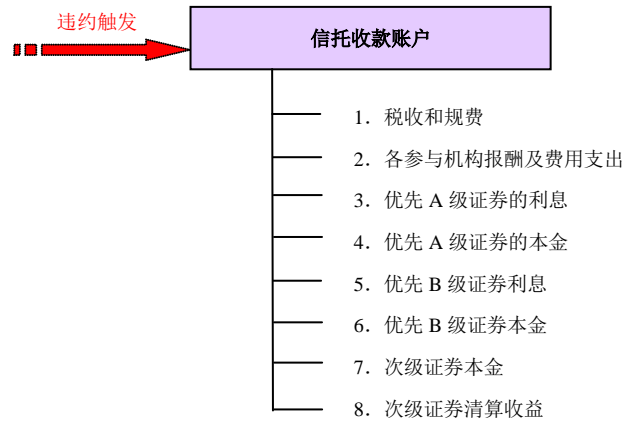 违约触发
信托收款账户
1. 税收和规费
2. 各参与机构报酬及费用支出
3. 优先 A 级证券的利息
4. 优先 A 级证券的本金
5. 优先 B 级证券利息
6. 优先 B 级证券本金
7. 次级证券本金
8. 次级证券清算收益